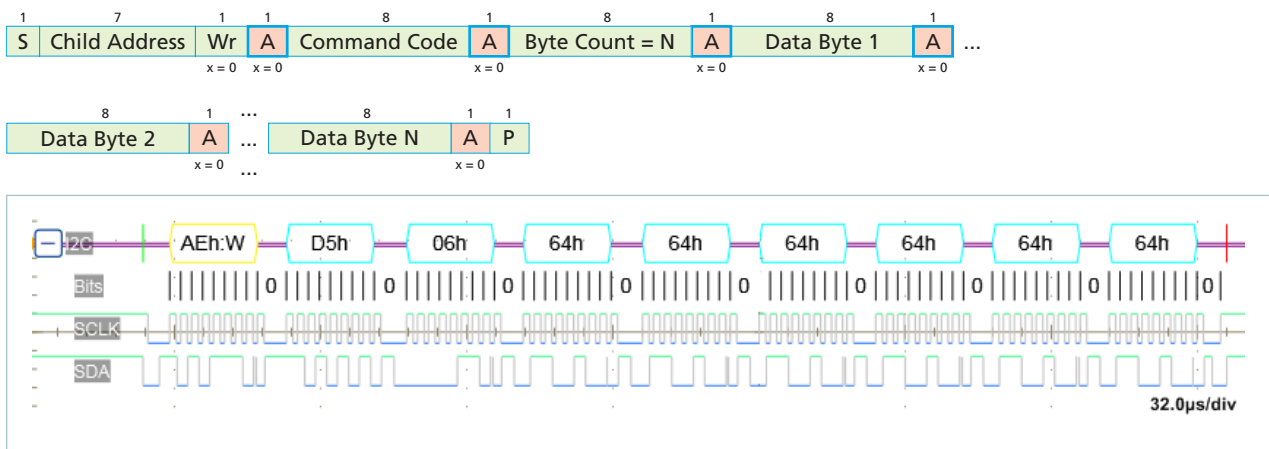 1 7 1 1 8 1 8 1 8 1
S Child Address Wr A Command Code A Byte Count = N A Data Byte 1 A ...
x = 0 x = 0 x = 0 x = 0 x = 0
8 1 ... 8 1 1
Data Byte 2 A ... Data Byte N A P
x = 0 ... x = 0
I2C AEh:W D5h 06h 64h 64h 64h 64h 64h 64h
Bits 0 0 0 0 0 0 0 0 0
SCLK
SDA
32.0µs/div